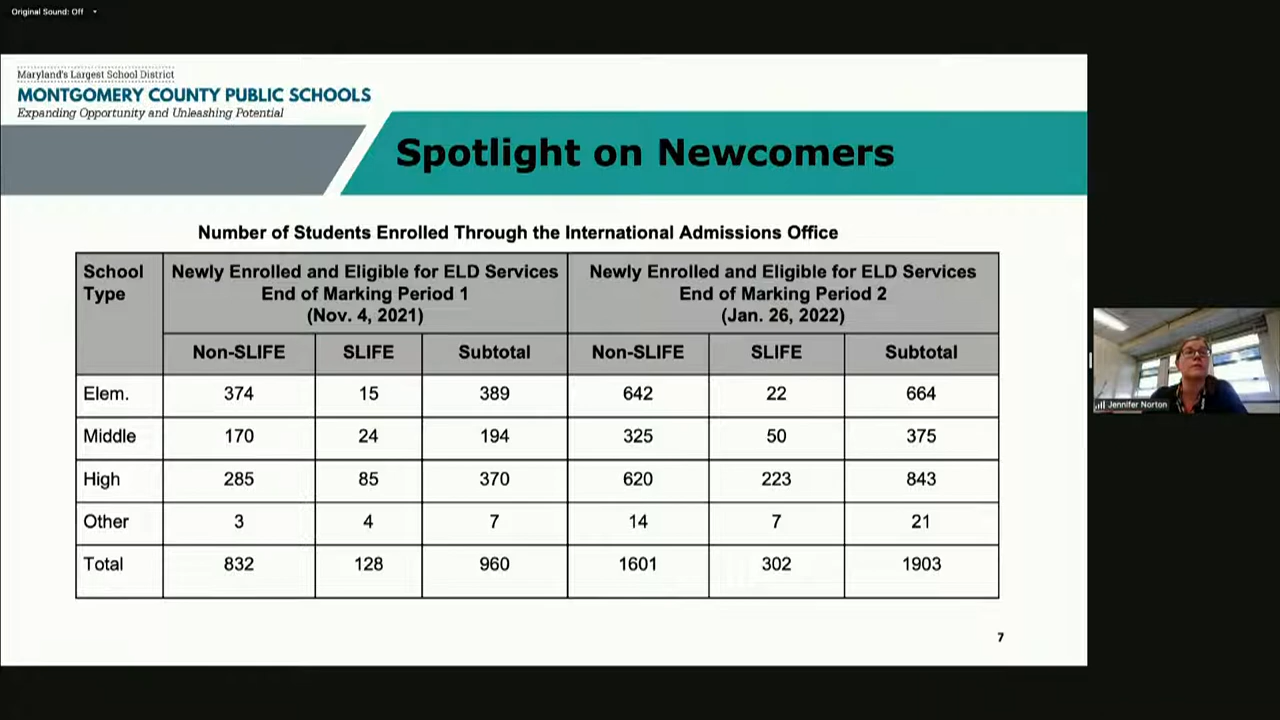 Original Sound: Off
Maryland's Largest School District
MONTGOMERY COUNTY PUBLIC SCHOOLS
Expanding Opportunity and Unleashing Potential
Spotlight on Newcomers
Number of Students Enrolled Through the International Admissions Office
School Type
Newly Enrolled and Eligible for ELD Services
End of Marking Period 1
(Nov. 4, 2021)
Newly Enrolled and Eligible for ELD Services
End of Marking Period 2
(Jan. 26, 2022)
Non-SLIFE SLIFE Subtotal Non-SLIFE SLIFE Subtotal
Elem. 374 15 389 642 22 664
Middle 170 24 194 325 50 375
High 285 85 370 620 223 843
Other 3 4 7 14 7 21
Total 832 128 960 1601 302 1903
7
Jennifer Norton